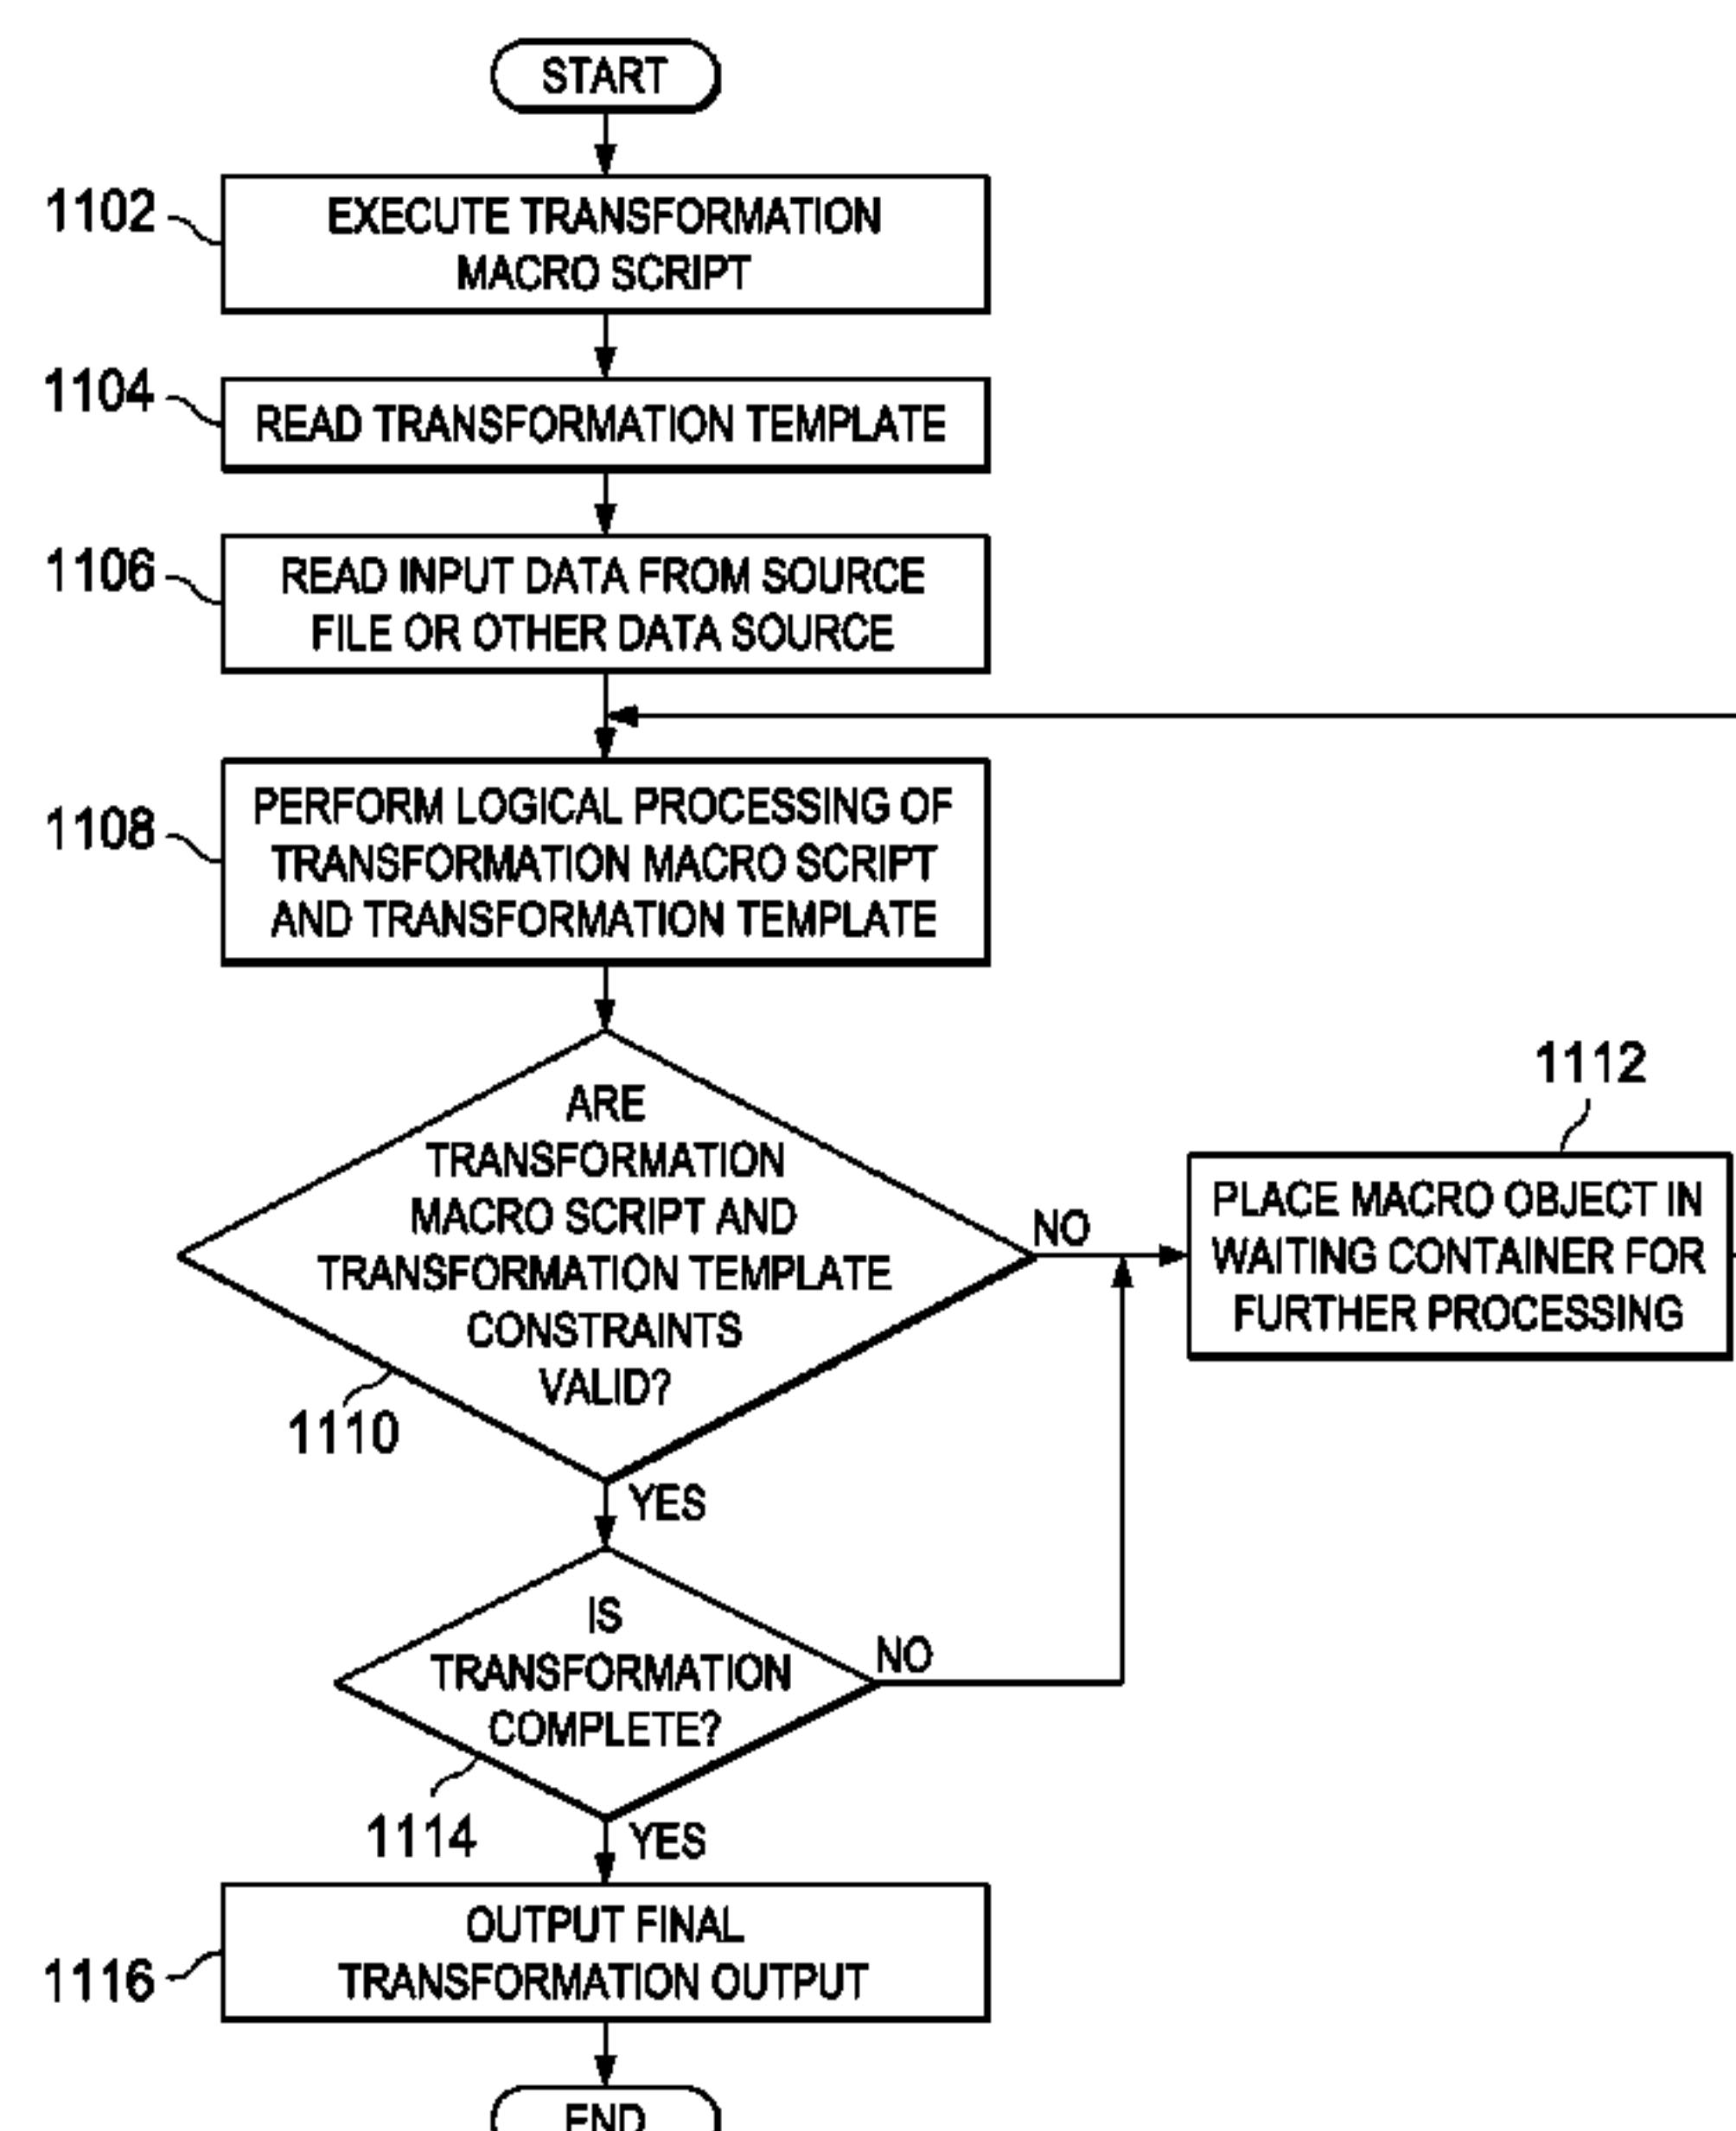 START
1102
EXECUTE TRANSFORMATION
MACRO SCRIPT
1104
READ TRANSFORMATION TEMPLATE
1106
READ INPUT DATA FROM SOURCE
FILE OR OTHER DATA SOURCE
1108
PERFORM LOGICAL PROCESSING OF
TRANSFORMATION MACRO SCRIPT
AND TRANSFORMATION TEMPLATE
ARE
TRANSFORMATION
MACRO SCRIPT AND
TRANSFORMATION TEMPLATE
CONSTRAINTS
VALID?
1110
NO
1112
PLACE MACRO OBJECT IN
WAITING CONTAINER FOR
FURTHER PROCESSING
YES
IS
TRANSFORMATION
COMPLETE?
NO
1114
YES
1116
OUTPUT FINAL
TRANSFORMATION OUTPUT
END